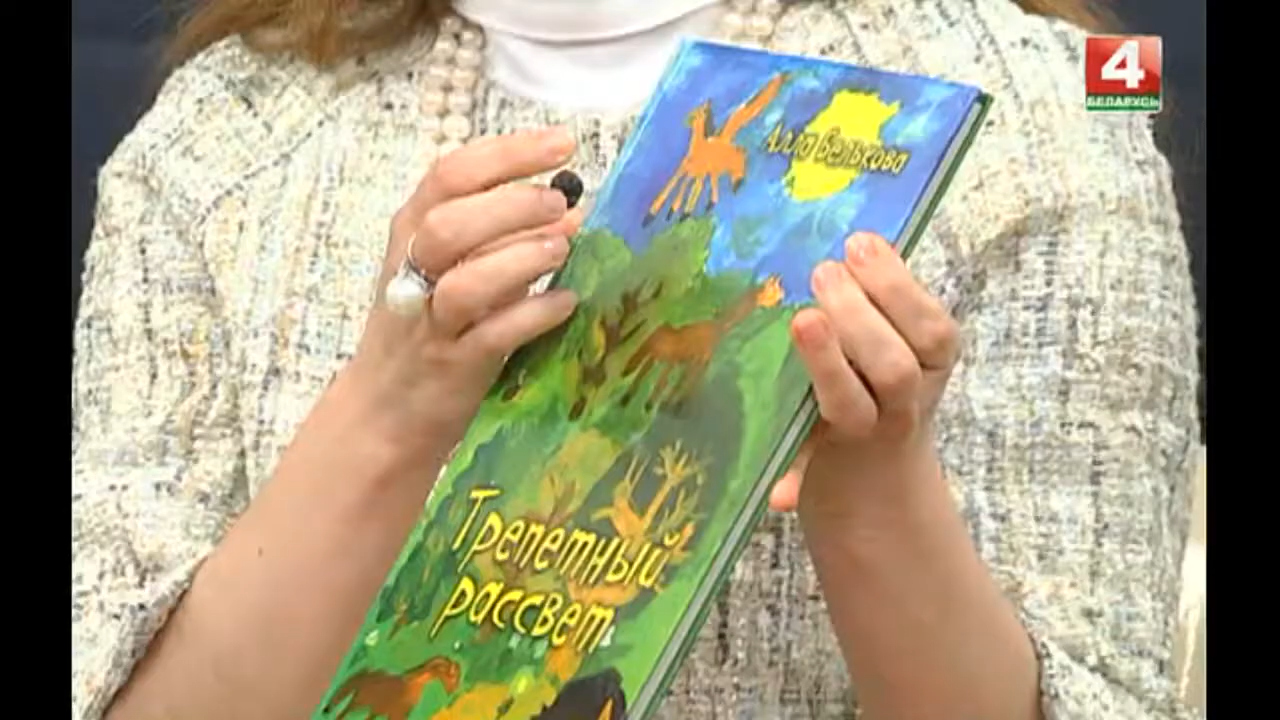 4
БЕЛАРУСЬ
Алла Белькова
Трепетный
рассвет